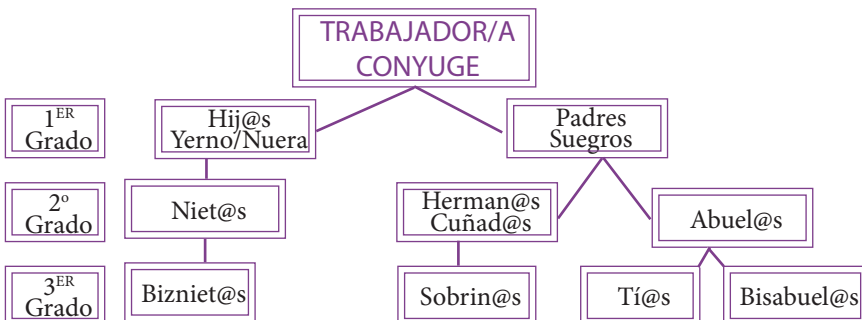 TRABAJADOR/A
CONYUGE
1ER
Grado
Hij@s
Yerno/Nuera
Padres
Suegros
2º
Grado
Niet@s
Herman@s
Cuñad@s
Abuel@s
3ER
Grado
Bizniet@s
Sobrin@s
Tí@s
Bisabuel@s